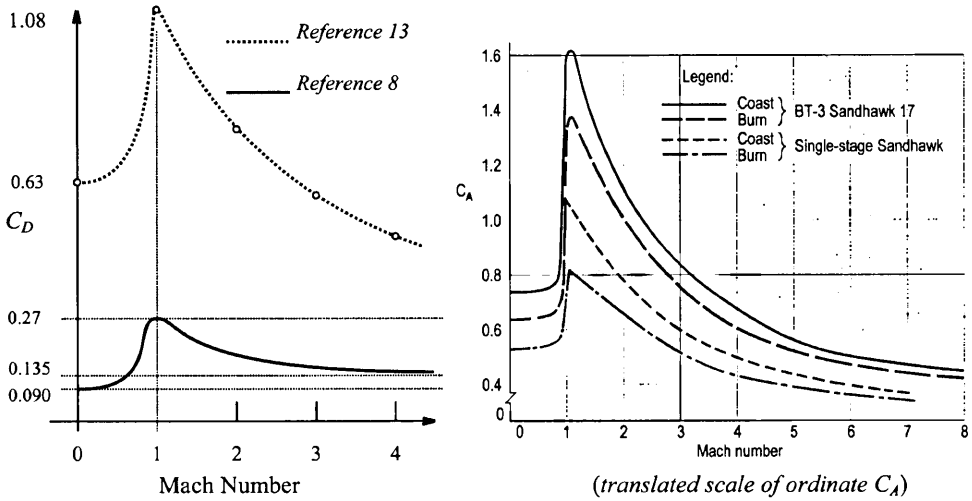 1.08
Reference 13
Reference 8
0.63
C_D
0.27
0.135
0.090
0 1 2 3 4
Mach Number
1.6
1.4
1.2
C_A
1.0
0.8
0.6
0.4
0
Legend:
Coast
Burn
} BT-3 Sandhawk 17
Coast
Burn
} Single-stage Sandhawk
0 1 2 3 4 5 6 7 8
Mach number
(translated scale of ordinate C_A)